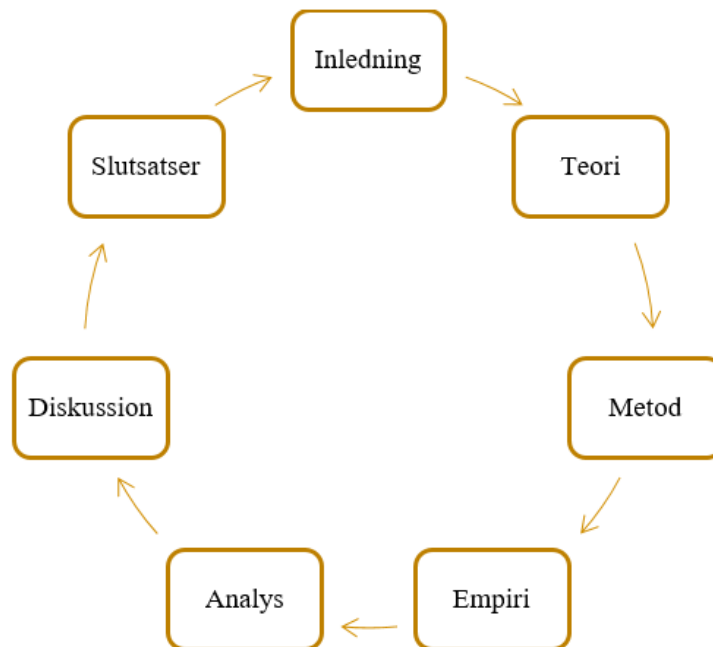 Inledning
Teori
Metod
Empiri
Analys
Diskussion
Slutsatser